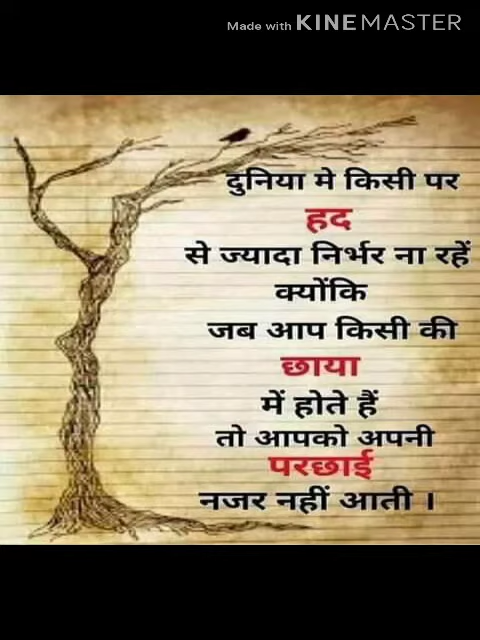 Made with KINEMASTER
दुनिया मे किसी पर
हद
से ज्यादा निर्भर ना रहें
क्योंकि
जब आप किसी की
छाया
में होते हैं
तो आपको अपनी
परछाई
नजर नहीं आती ।